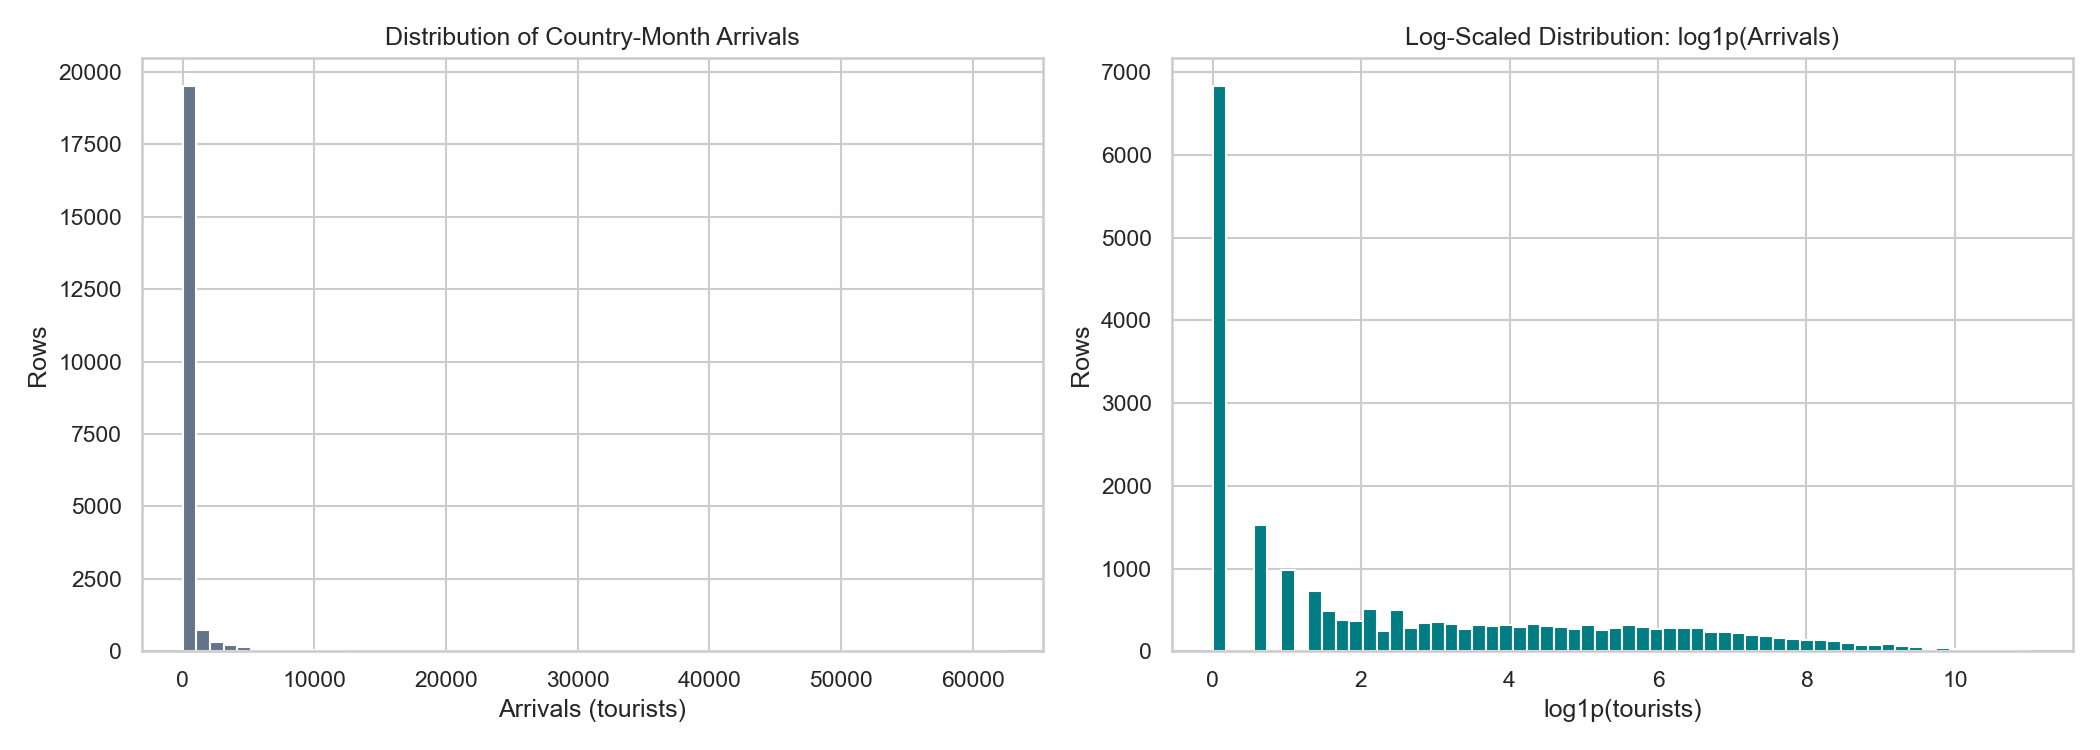 Distribution of Country-Month Arrivals
20000
17500
15000
12500
10000
7500
5000
2500
0
Rows
0 10000 20000 30000 40000 50000 60000
Arrivals (tourists)
Log-Scaled Distribution: log1p(Arrivals)
7000
6000
5000
4000
3000
2000
1000
0
Rows
0 2 4 6 8 10
log1p(tourists)